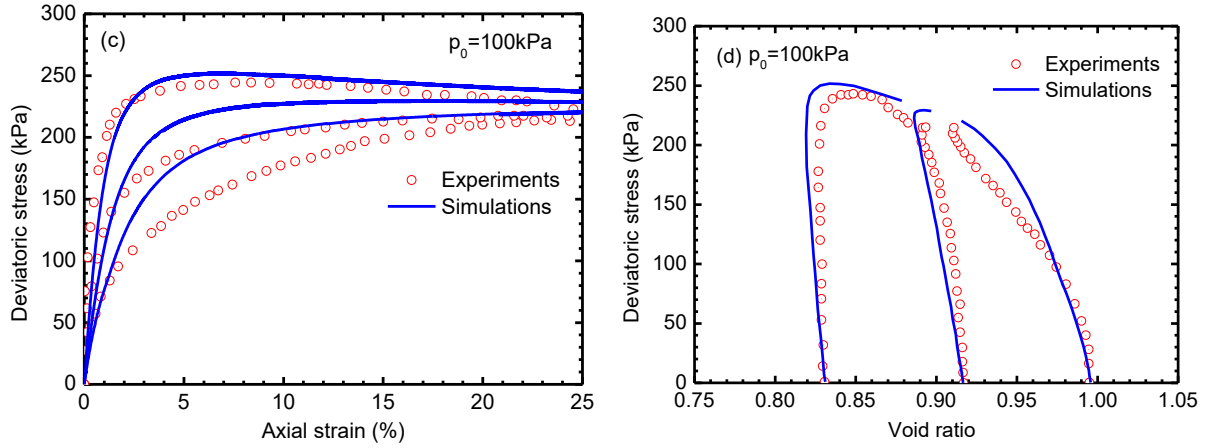 (c)
p₀=100kPa
Deviatoric stress (kPa)
300
250
200
150
100
50
0
Experiments
Simulations
0 5 10 15 20 25
Axial strain (%)
(d) p₀=100kPa
Deviatoric stress (kPa)
300
250
200
150
100
50
0
Experiments
Simulations
0.75 0.80 0.85 0.90 0.95 1.00 1.05
Void ratio